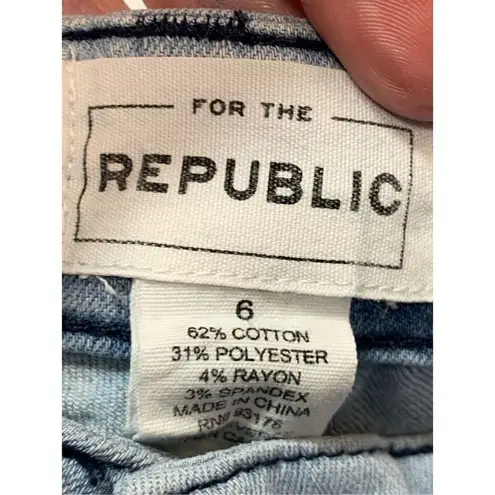 FOR THE
REPUBLIC
6
62% COTTON
31% POLYESTER
4% RAYON
3% SPANDEX
MADE IN CHINA